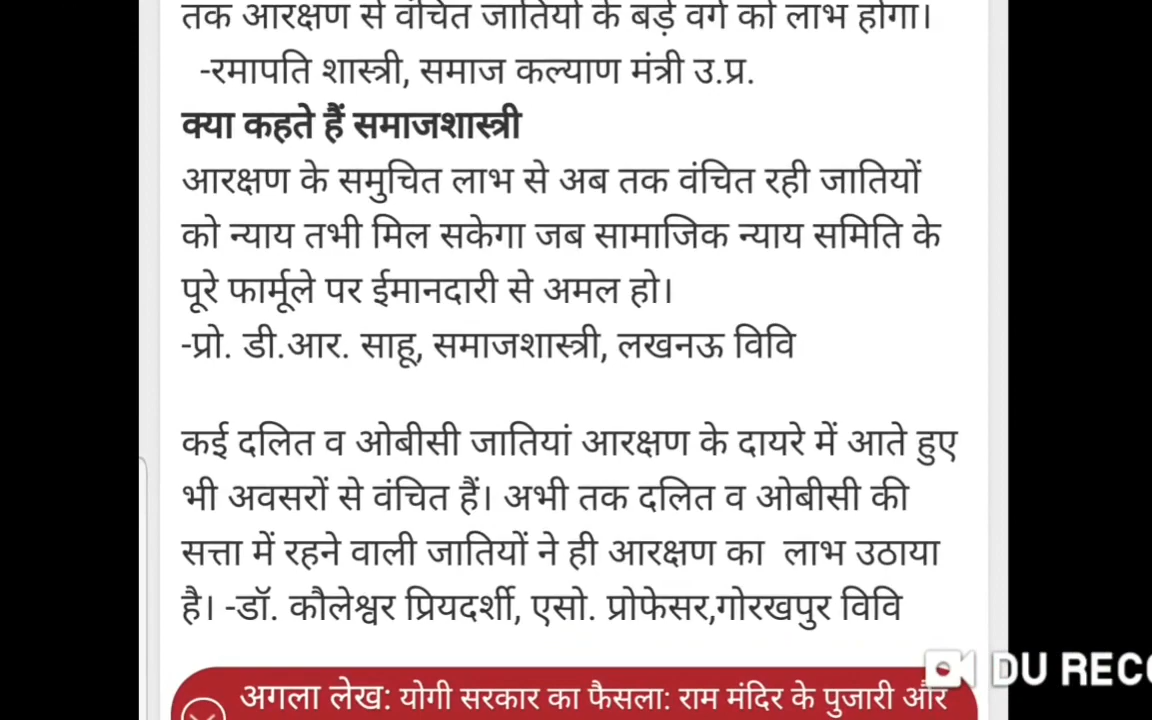 तक आरक्षण से वंचित जातियों के बड़े वर्ग को लाभ होगा।
-रमापति शास्त्री, समाज कल्याण मंत्री उ.प्र.
क्या कहते हैं समाजशास्त्री
आरक्षण के समुचित लाभ से अब तक वंचित रही जातियों
को न्याय तभी मिल सकेगा जब सामाजिक न्याय समिति के
पूरे फार्मूले पर ईमानदारी से अमल हो।
-प्रो. डी.आर. साहू, समाजशास्त्री, लखनऊ विवि
कई दलित व ओबीसी जातियां आरक्षण के दायरे में आते हुए
भी अवसरों से वंचित हैं। अभी तक दलित व ओबीसी की
सत्ता में रहने वाली जातियों ने ही आरक्षण का लाभ उठाया
है। -डॉ. कौलेश्वर प्रियदर्शी, एसो. प्रोफेसर,गोरखपुर विवि
अगला लेख: योगी सरकार का फैसला: राम मंदिर के पुजारी और
DU REC